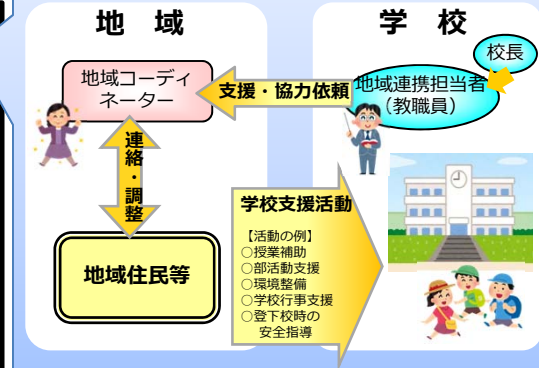 地　域
学　校
校長
地域コーディ
ネーター
支援・協力依頼
地域連携担当者
（教職員）
連絡・調整
地域住民等
学校支援活動
【活動の例】
○授業補助
○部活動支援
○環境整備
○学校行事支援
○登下校時の
安全指導